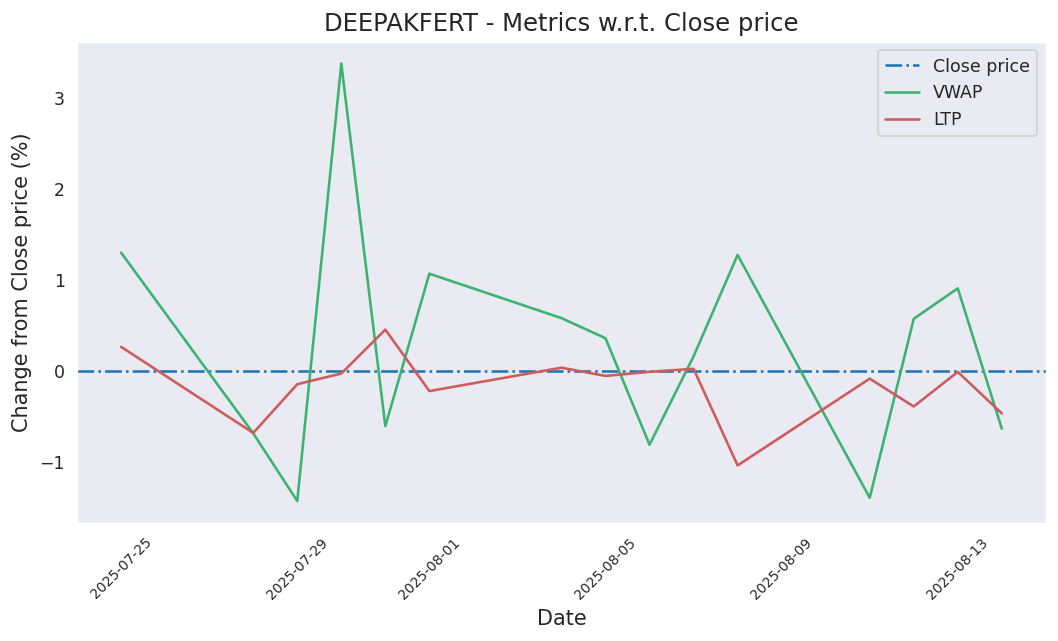 DEEPAKFERT - Metrics w.r.t. Close price
Close price
VWAP
LTP
Change from Close price (%)
3
2
1
0
−1
2025-07-25
2025-07-29
2025-08-01
2025-08-05
2025-08-09
2025-08-13
Date